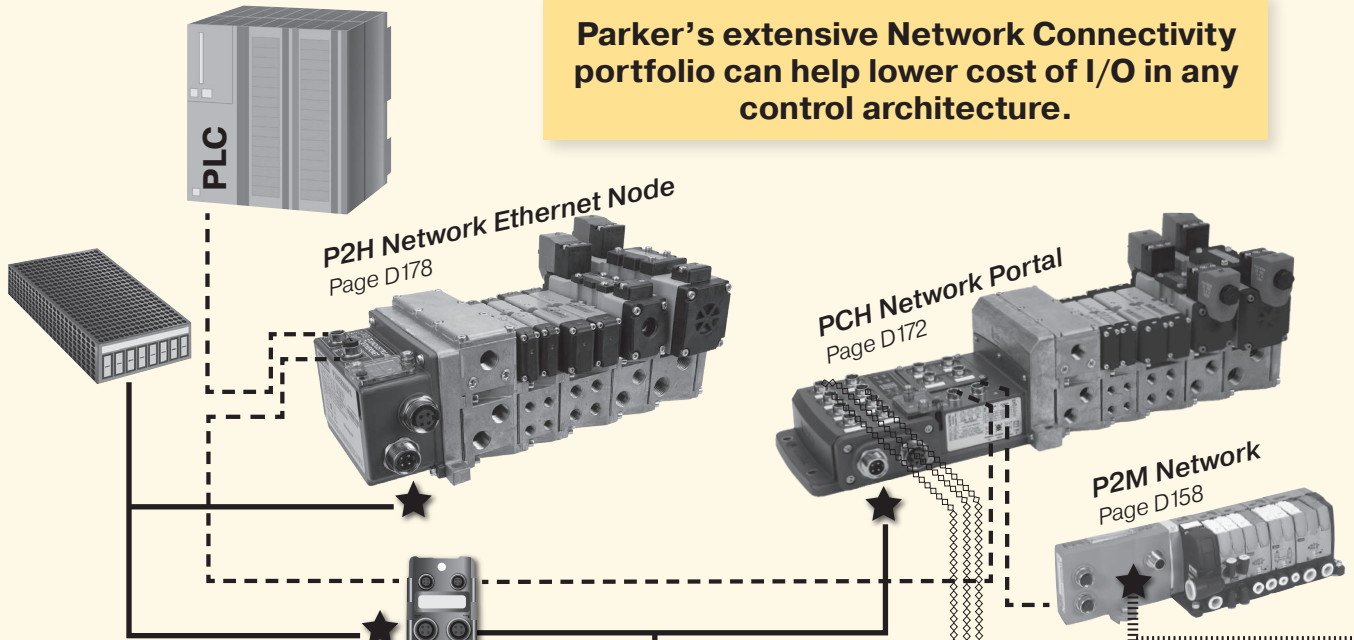 Parker's extensive Network Connectivity
portfolio can help lower cost of I/O in any
control architecture.
PLC
P2H Network Ethernet Node
Page D178
PCH Network Portal
Page D172
P2M Network
Page D158